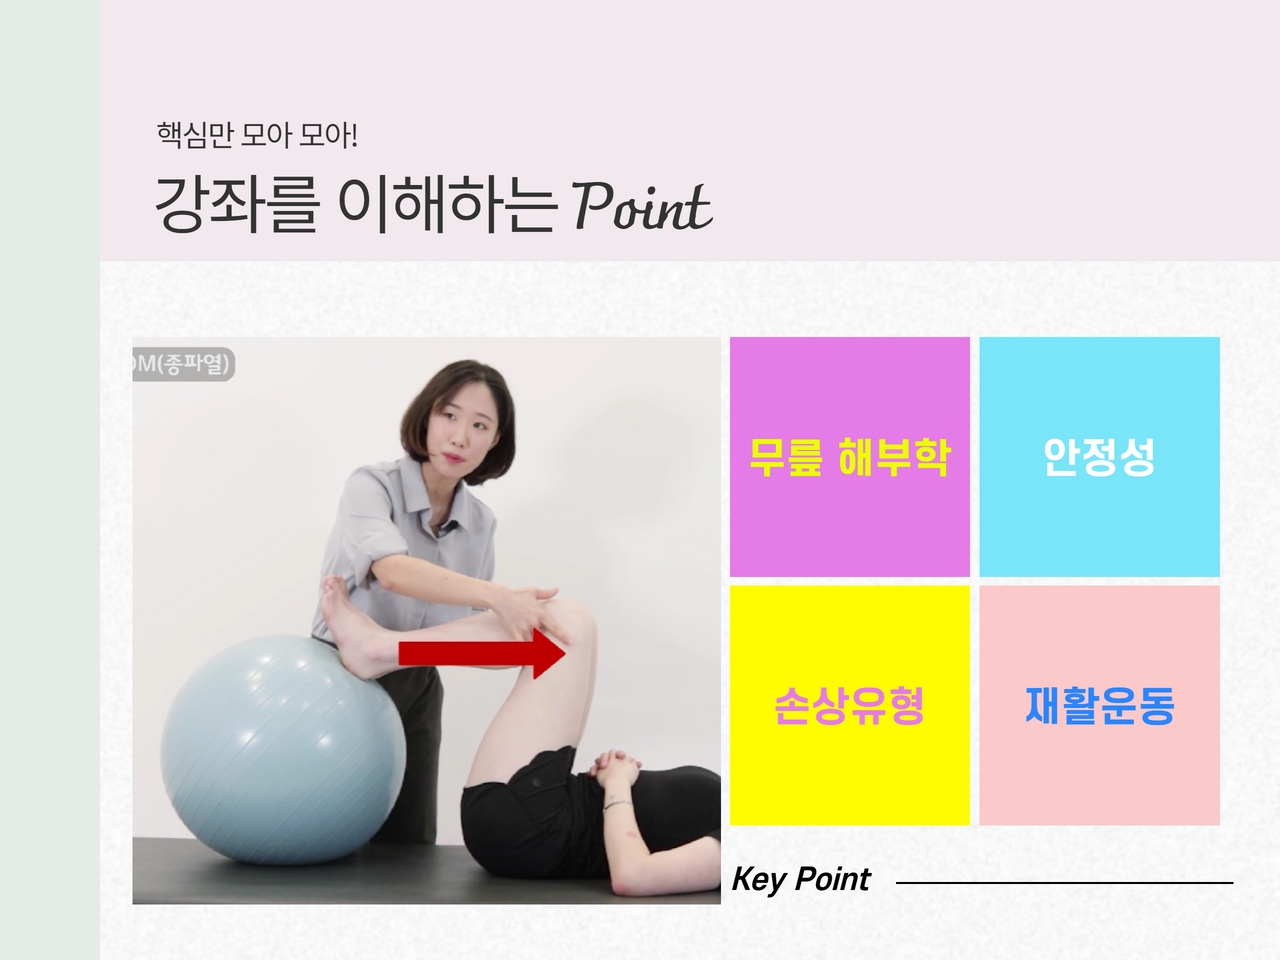 핵심만 모아 모아!
강좌를 이해하는 Point
OM(종파열)
무릎 해부학
안정성
손상유형
재활운동
Key Point